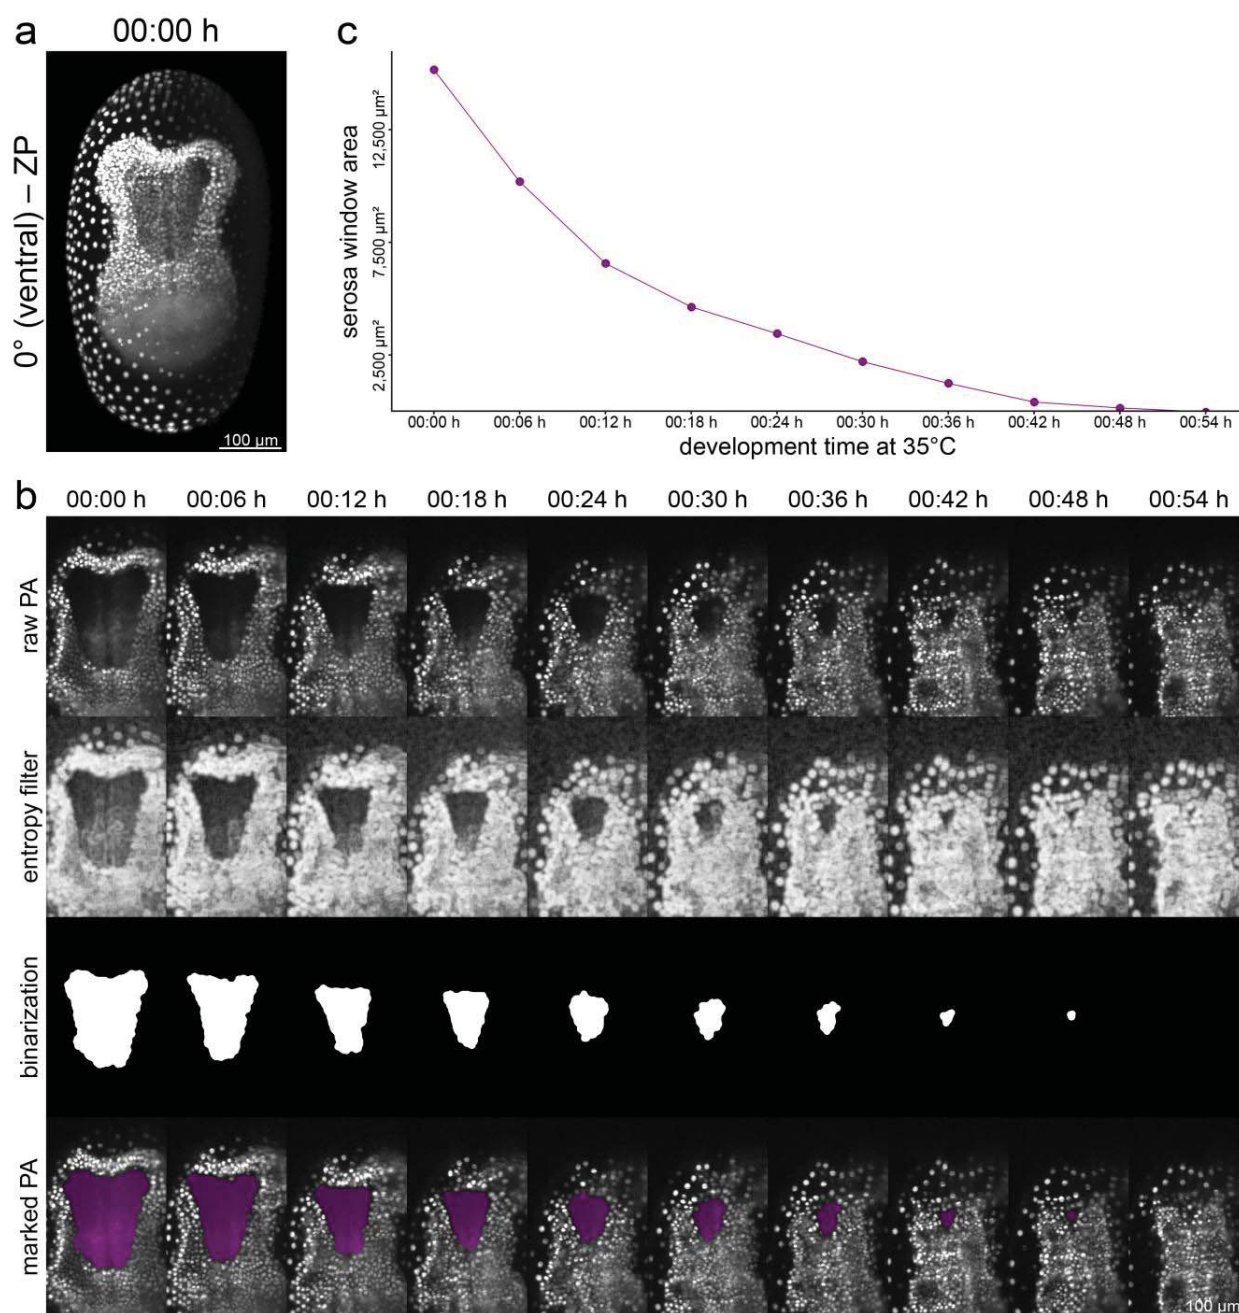 a
00:00 h
0° (ventral) – ZP
100 µm
c
serosa window area
12,500 µm²
7,500 µm²
2,500 µm²
00:00 h 00:06 h 00:12 h 00:18 h 00:24 h 00:30 h 00:36 h 00:42 h 00:48 h 00:54 h
development time at 35°C
b
00:00 h 00:06 h 00:12 h 00:18 h 00:24 h 00:30 h 00:36 h 00:42 h 00:48 h 00:54 h
raw PA
entropy filter
binarization
marked PA
100 µm